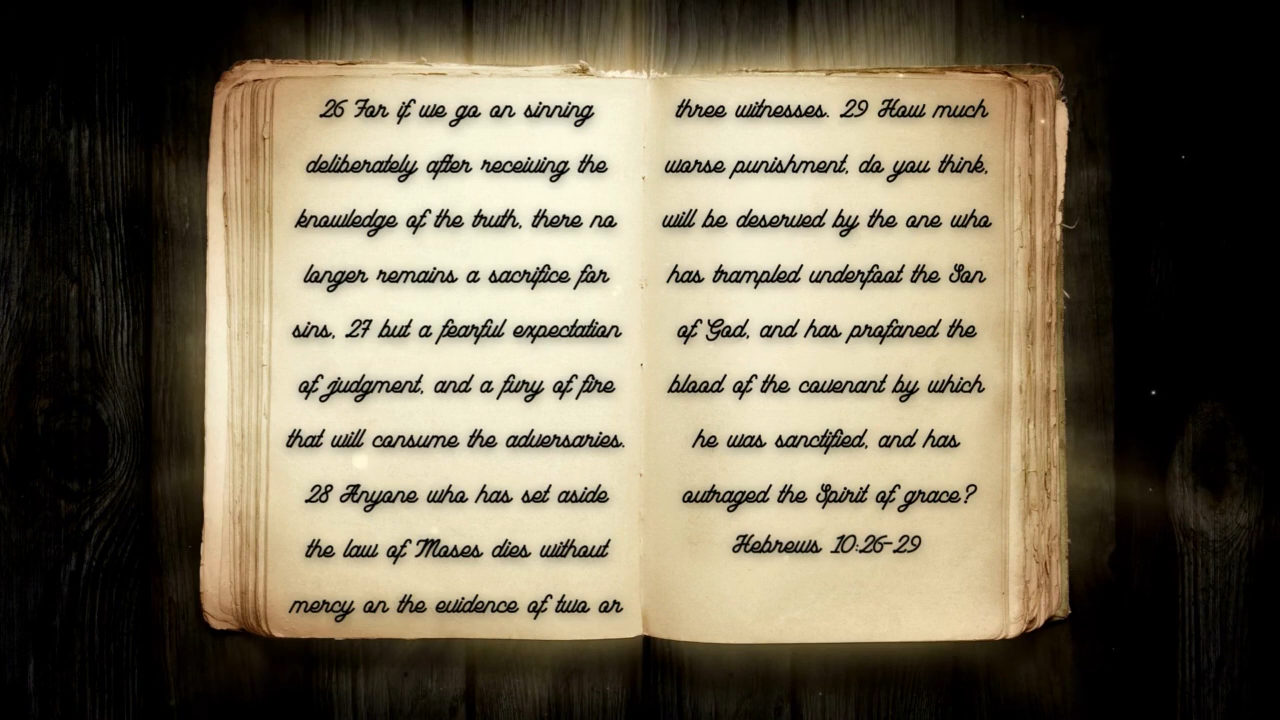 26 For if we go on sinning
deliberately after receiving the
knowledge of the truth, there no
longer remains a sacrifice for
sins, 27 but a fearful expectation
of judgment, and a fury of fire
that will consume the adversaries.
28 Anyone who has set aside
the law of Moses dies without
mercy on the evidence of two or
three witnesses. 29 How much
worse punishment, do you think,
will be deserved by the one who
has trampled underfoot the Son
of God, and has profaned the
blood of the covenant by which
he was sanctified, and has
outraged the Spirit of grace?
Hebrews 10:26-29